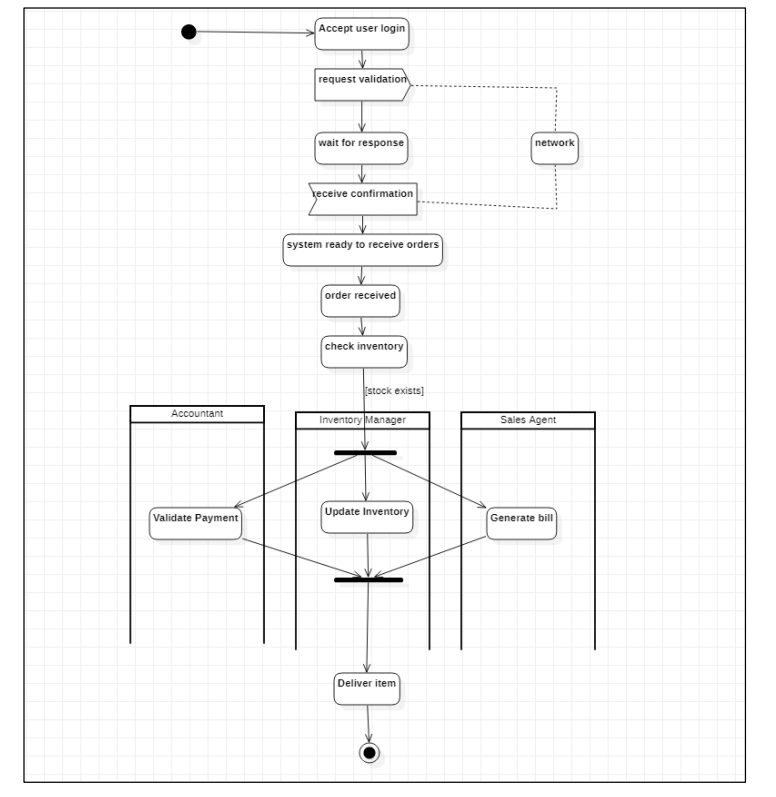 Accept user login
request validation
wait for response
network
receive confirmation
system ready to receive orders
order received
check inventory
[stock exists]
Accountant
Inventory Manager
Sales Agent
Validate Payment
Update Inventory
Generate bill
Deliver item